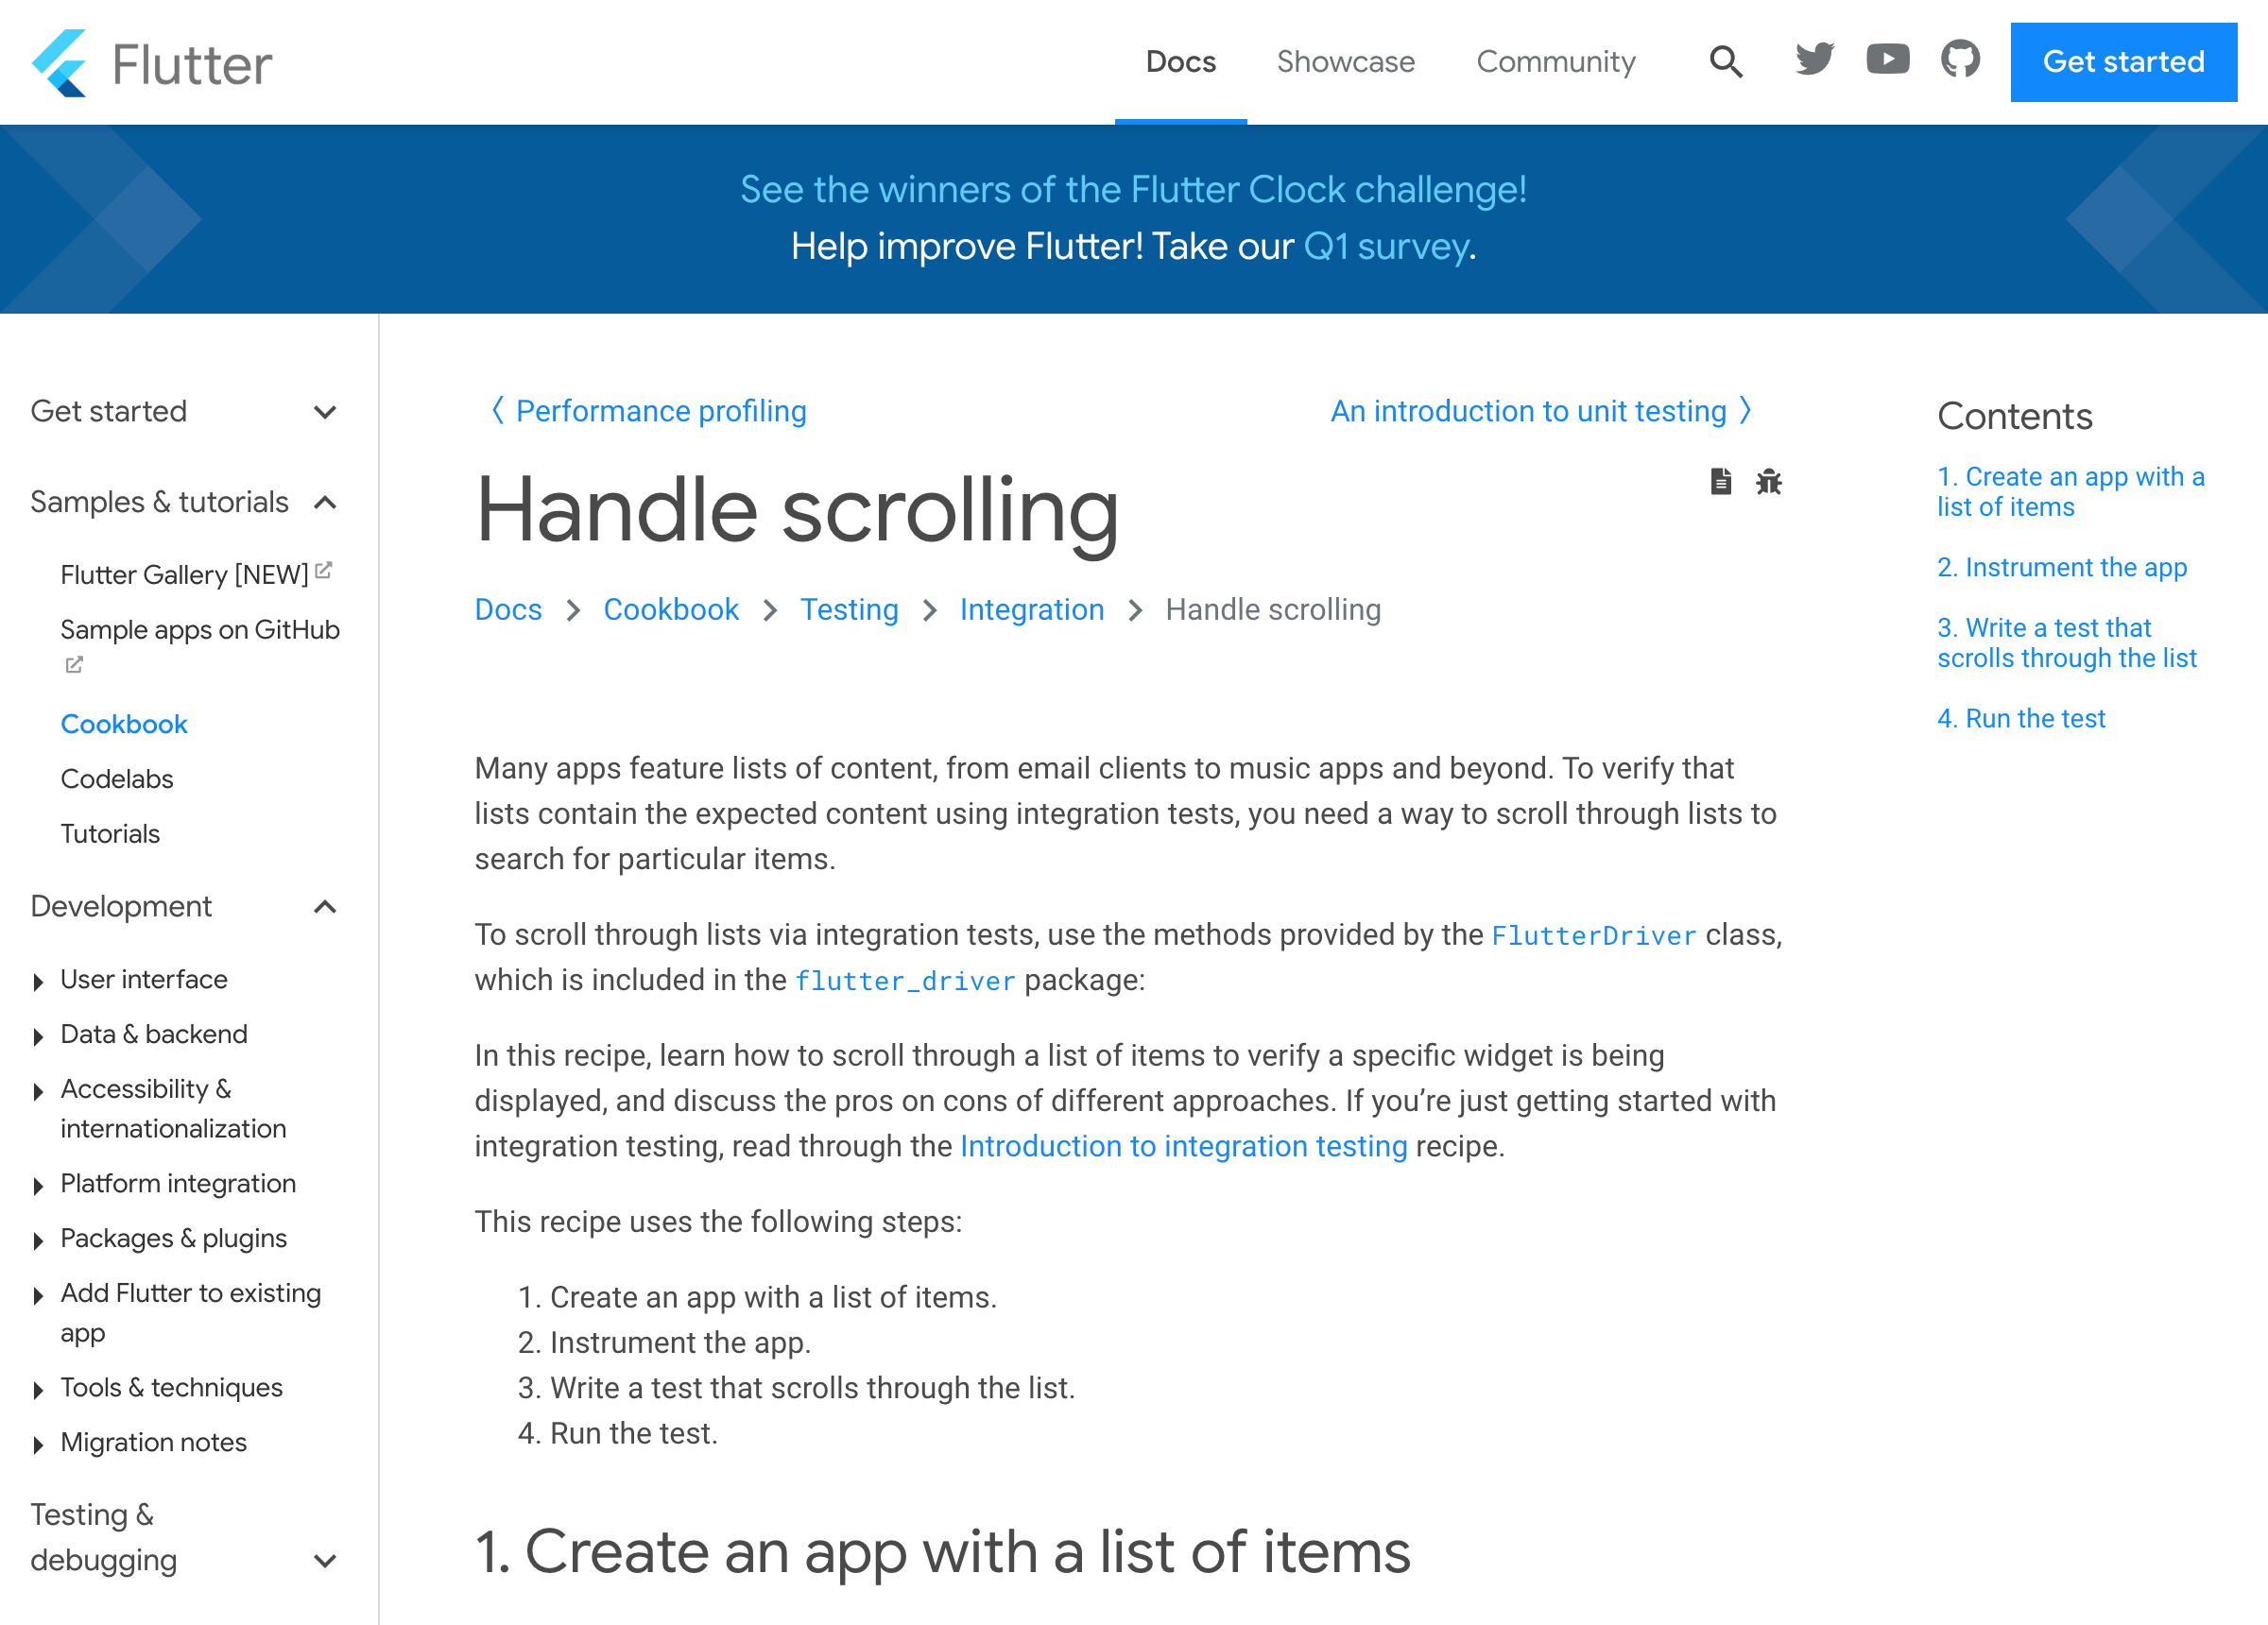 Flutter
Docs
Showcase
Community
Get started
See the winners of the Flutter Clock challenge!
Help improve Flutter! Take our Q1 survey.
Get started
Samples & tutorials
Flutter Gallery [NEW]
Sample apps on GitHub
Cookbook
Codelabs
Tutorials
Development
User interface
Data & backend
Accessibility &
internationalization
Platform integration
Packages & plugins
Add Flutter to existing
app
Tools & techniques
Migration notes
Testing &
debugging
〈 Performance profiling
An introduction to unit testing 〉
Handle scrolling
Docs > Cookbook > Testing > Integration > Handle scrolling
Many apps feature lists of content, from email clients to music apps and beyond. To verify that
lists contain the expected content using integration tests, you need a way to scroll through lists to
search for particular items.
To scroll through lists via integration tests, use the methods provided by the FlutterDriver class,
which is included in the flutter_driver package:
In this recipe, learn how to scroll through a list of items to verify a specific widget is being
displayed, and discuss the pros on cons of different approaches. If you’re just getting started with
integration testing, read through the Introduction to integration testing recipe.
This recipe uses the following steps:
1. Create an app with a list of items.
2. Instrument the app.
3. Write a test that scrolls through the list.
4. Run the test.
1. Create an app with a list of items
Contents
1. Create an app with a
list of items
2. Instrument the app
3. Write a test that
scrolls through the list
4. Run the test